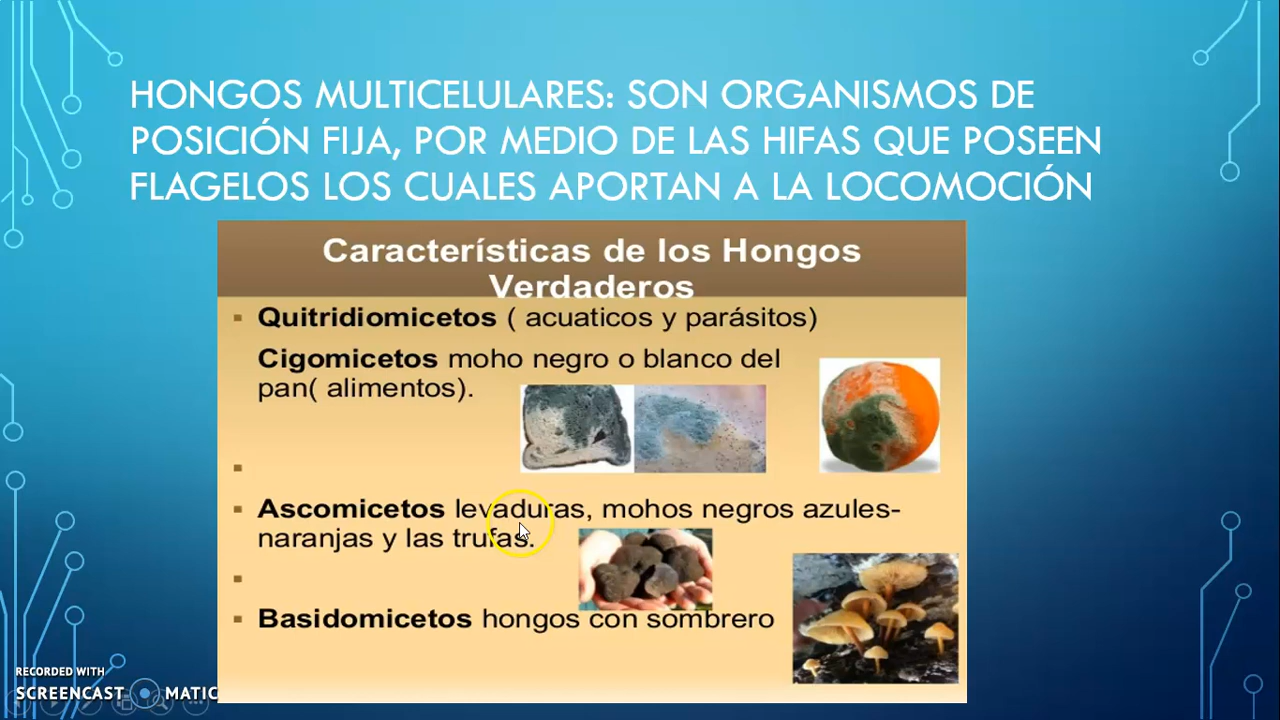 HONGOS MULTICELULARES: SON ORGANISMOS DE
POSICIÓN FIJA, POR MEDIO DE LAS HIFAS QUE POSEEN
FLAGELOS LOS CUALES APORTAN A LA LOCOMOCIÓN
Características de los Hongos
Verdaderos
Quitridiomicetos ( acuaticos y parásitos)
Cigomicetos moho negro o blanco del
pan( alimentos).
Ascomicetos levaduras, mohos negros azules-
naranjas y las trufas.
Basidomicetos hongos con sombrero
RECORDED WITH
SCREENCAST MATIC